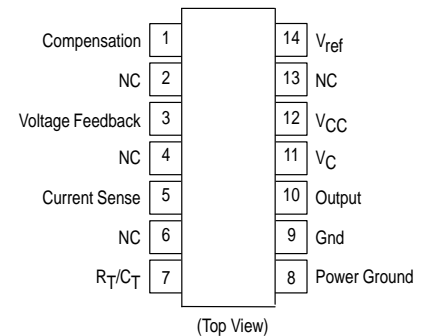 Compensation 1 14 Vref
NC 2 13 NC
Voltage Feedback 3 12 VCC
NC 4 11 VC
Current Sense 5 10 Output
NC 6 9 Gnd
RT/CT 7 8 Power Ground
(Top View)